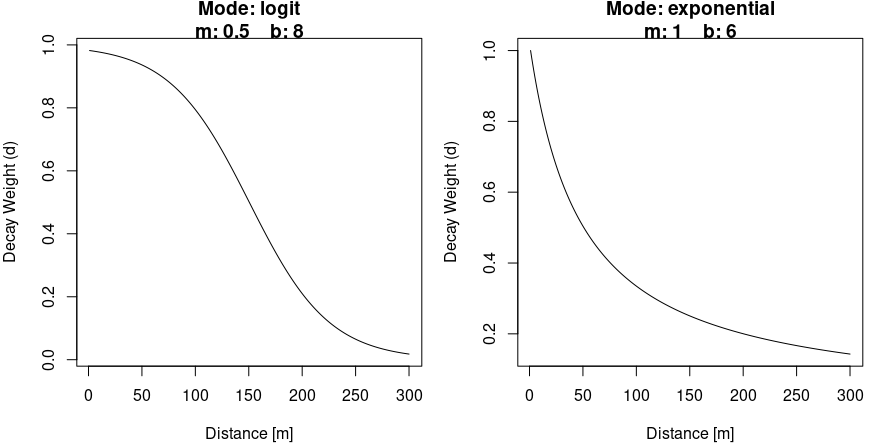 Mode: logit
m: 0.5 b: 8
Decay Weight (d)
1.0
0.8
0.6
0.4
0.2
0.0
0 50 100 150 200 250 300
Distance [m]
Mode: exponential
m: 1 b: 6
Decay Weight (d)
1.0
0.8
0.6
0.4
0.2
0 50 100 150 200 250 300
Distance [m]